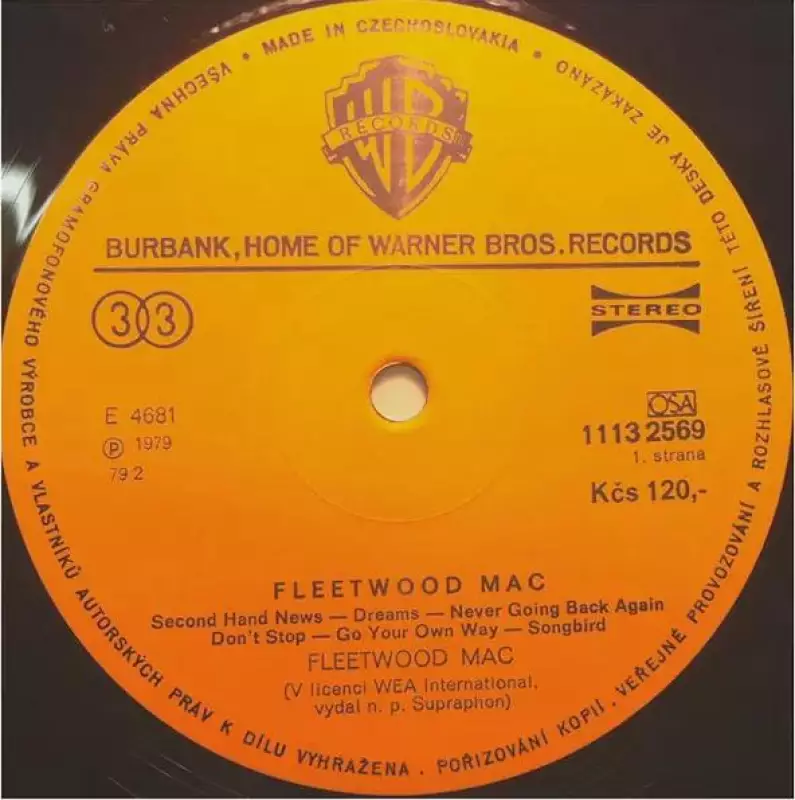 MADE IN CZECHOSLOVAKIA • VŠECHNA PRÁVA GRAMOFONOVÉHO VÝROBCE A VLASTNÍKŮ AUTORSKÝCH PRÁV K DÍLU VYHRAŽENA . POŘIZOVÁNÍ KOPIÍ , VEŘEJNÉ PROVOZOVÁNÍ A ROZHLASOVÉ ŠÍŘENÍ TÉTO DESKY JE ZAKÁZÁNO •
WB
RECORDS
BURBANK, HOME OF WARNER BROS. RECORDS
33
STEREO
E 4681
Ⓟ 1979
79 2
OSA
1113 2569
1. strana
Kčs 120,-
FLEETWOOD MAC
Second Hand News — Dreams — Never Going Back Again
Don't Stop — Go Your Own Way — Songbird
FLEETWOOD MAC
(V licenci WEA International,
vydal n. p. Supraphon)